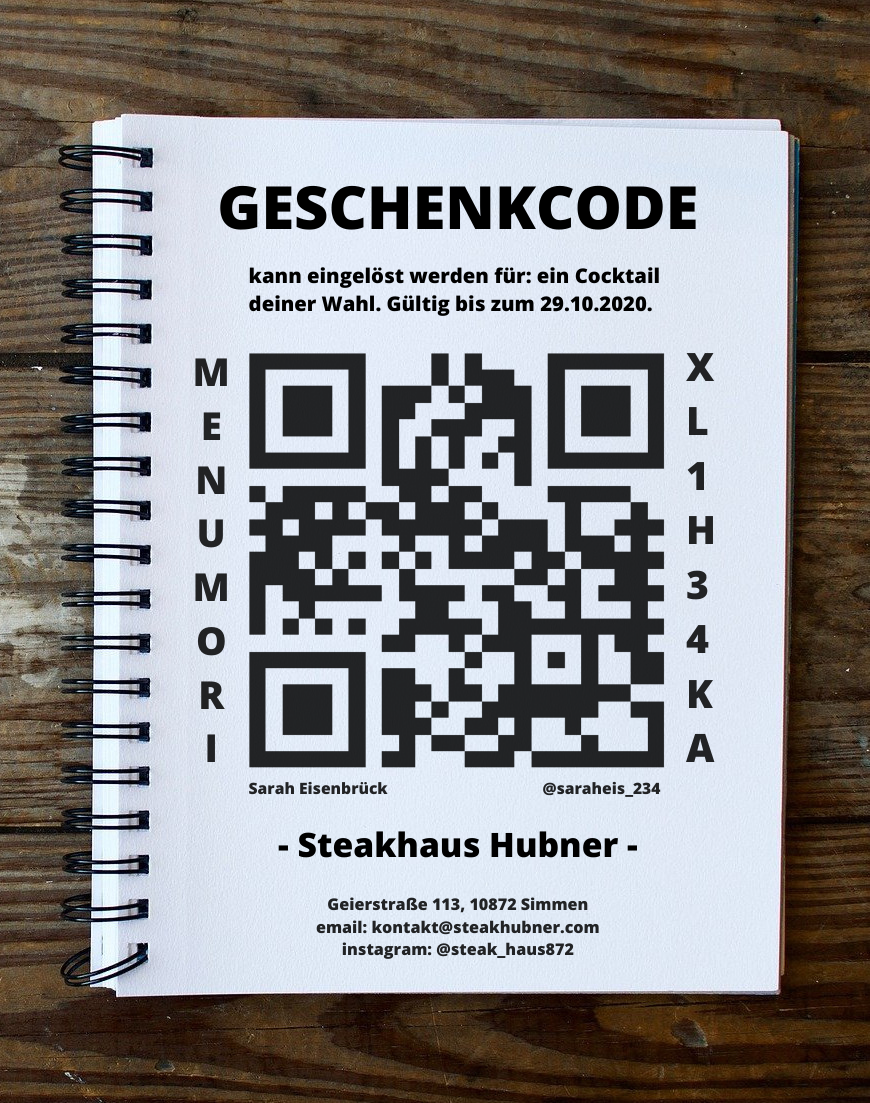 GESCHENKCODE
kann eingelöst werden für: ein Cocktail
deiner Wahl. Gültig bis zum 29.10.2020.
MENUMORI
XL1H34KA
Sarah Eisenbrück @saraheis_234
- Steakhaus Hubner -
Geierstraße 113, 10872 Simmen
email: kontakt@steakhubner.com
instagram: @steak_haus872